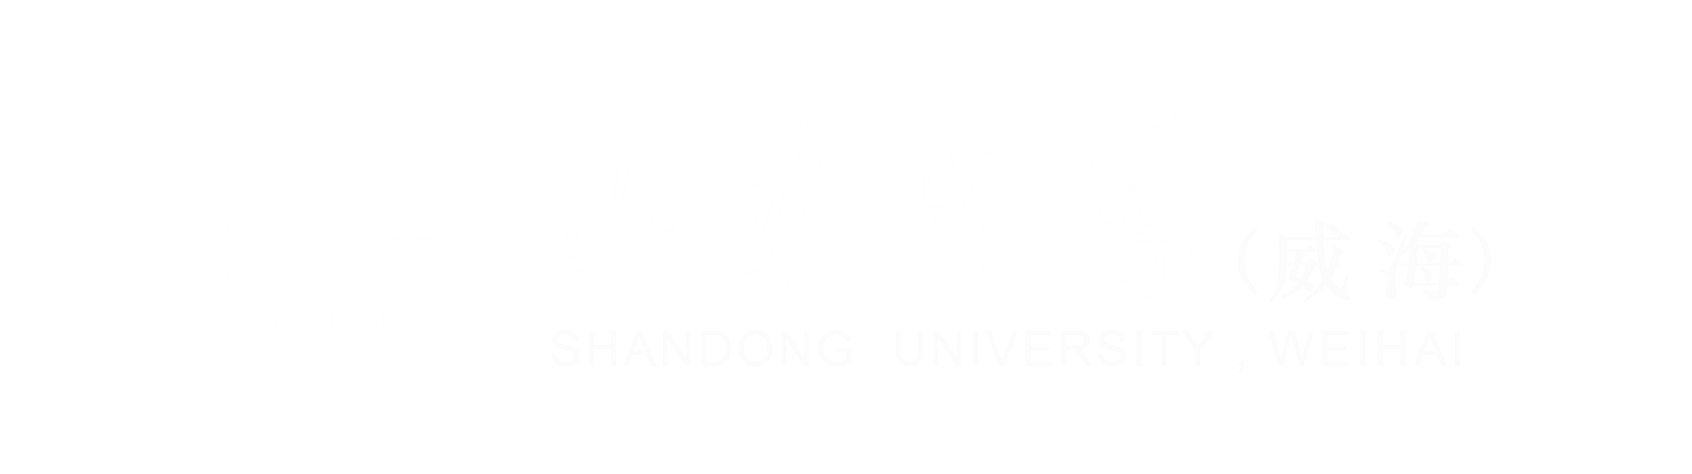 （威海）
SHANDONG UNIVERSITY , WEIHAI